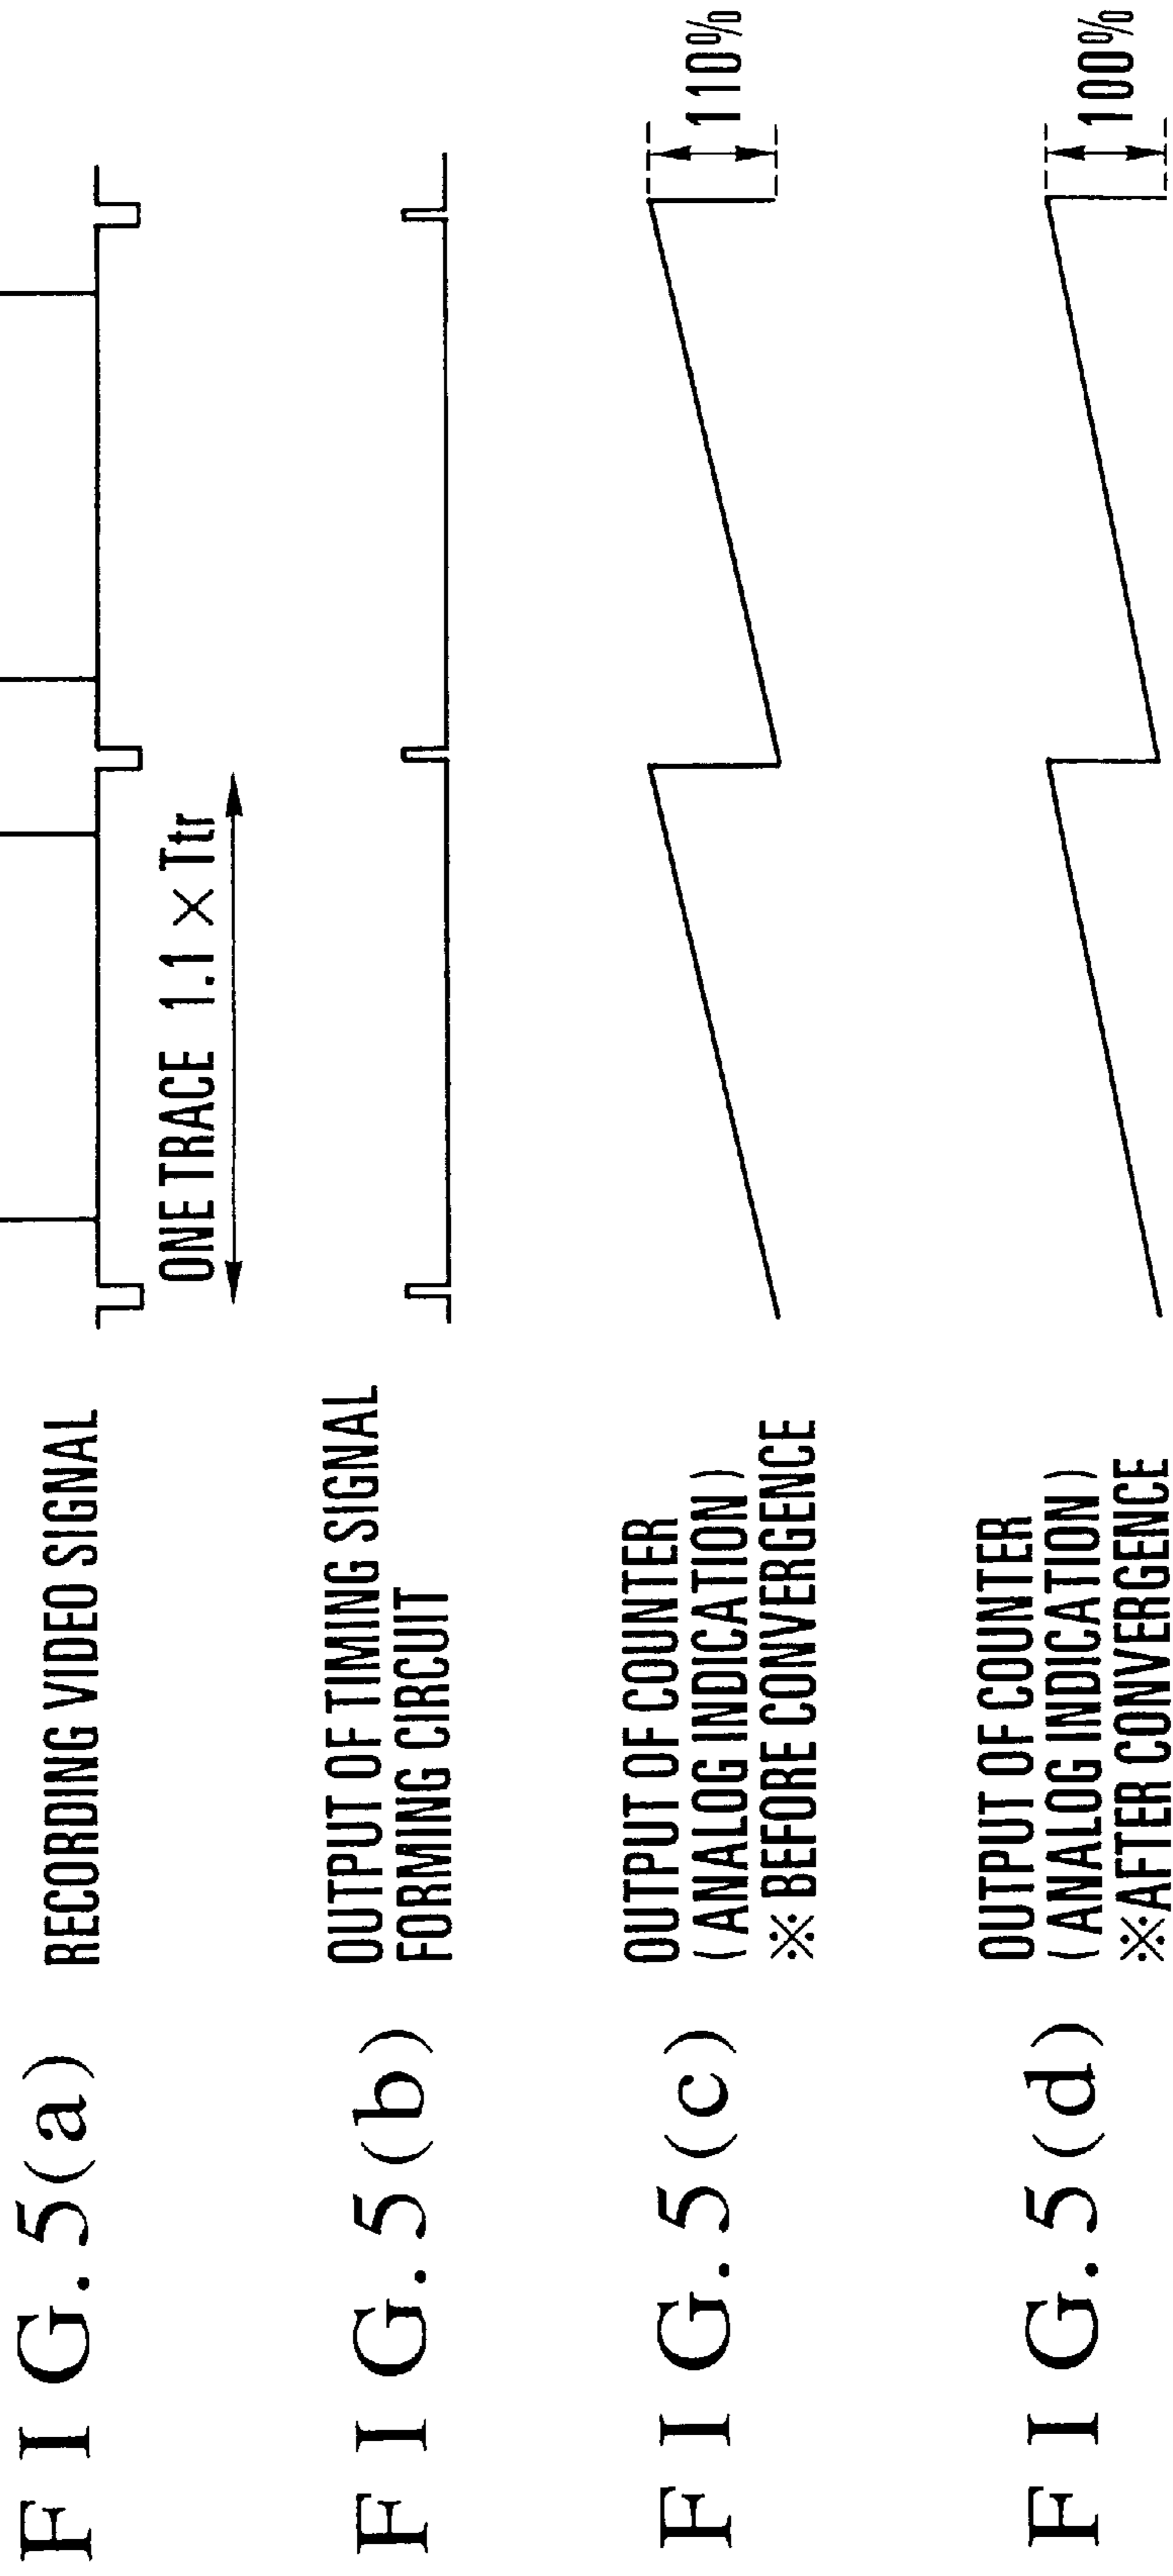 FIG.5(a)
RECORDING VIDEO SIGNAL
ONE TRACE 1.1 × Ttr
FIG.5(b)
OUTPUT OF TIMING SIGNAL
FORMING CIRCUIT
FIG.5(c)
OUTPUT OF COUNTER
(ANALOG INDICATION)
※ BEFORE CONVERGENCE
110%
FIG.5(d)
OUTPUT OF COUNTER
(ANALOG INDICATION)
※AFTER CONVERGENCE
100%